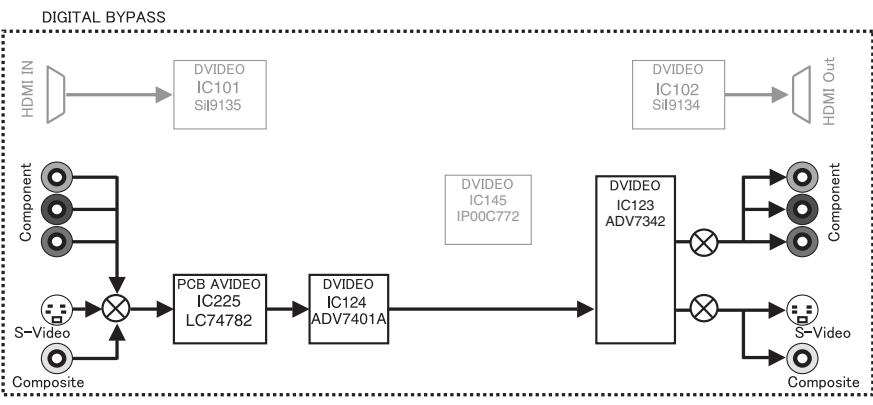 DIGITAL BYPASS
HDMI IN
DVIDEO
IC101
SiI9135
DVIDEO
IC102
SiI9134
HDMI Out
Component
DVIDEO
IC145
IP00C772
DVIDEO
IC123
ADV7342
Component
PCB AVIDEO
IC225
LC74782
DVIDEO
IC124
ADV7401A
S-Video
S-Video
Composite
Composite